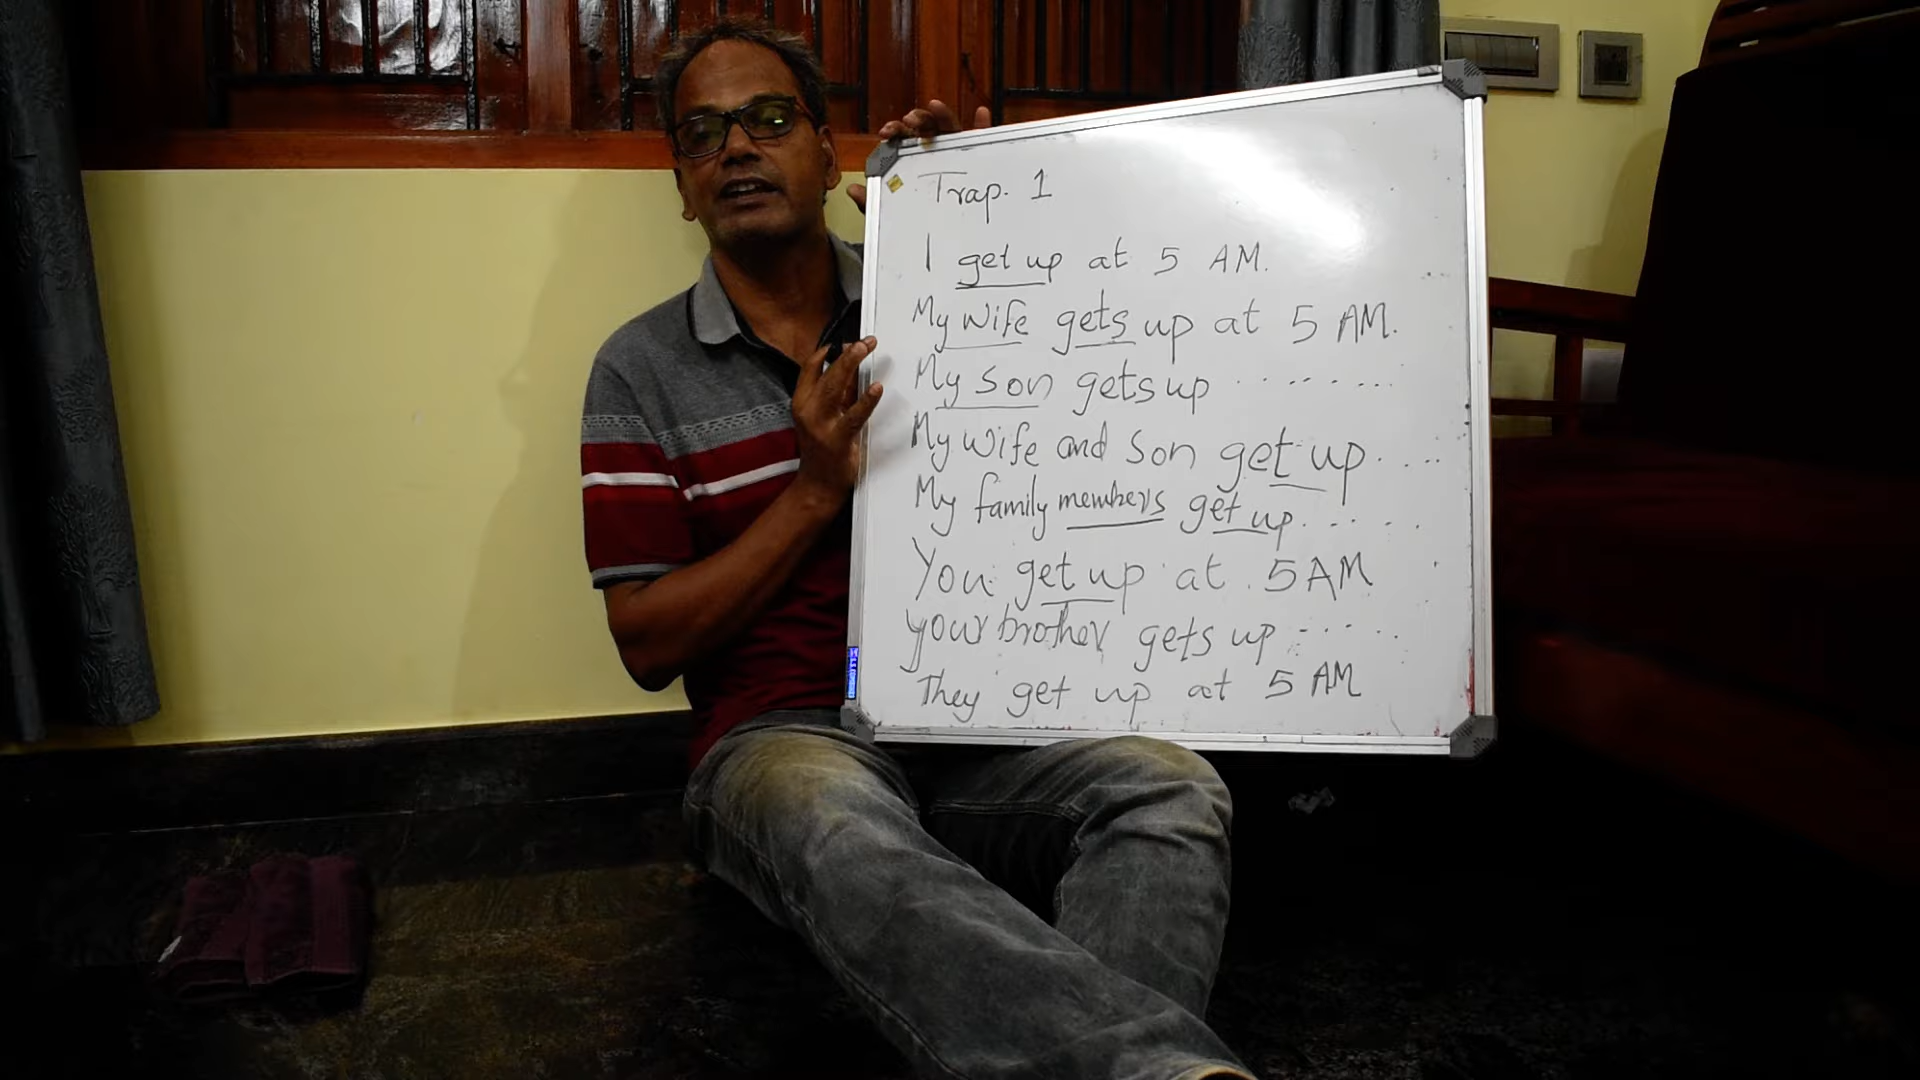 Trap. 1
I get up at 5 AM.
My wife gets up at 5 AM.
My son gets up .........
My wife and son get up.....
My family members get up......
You get up at 5 AM
your brother gets up ......
They get up at 5 AM